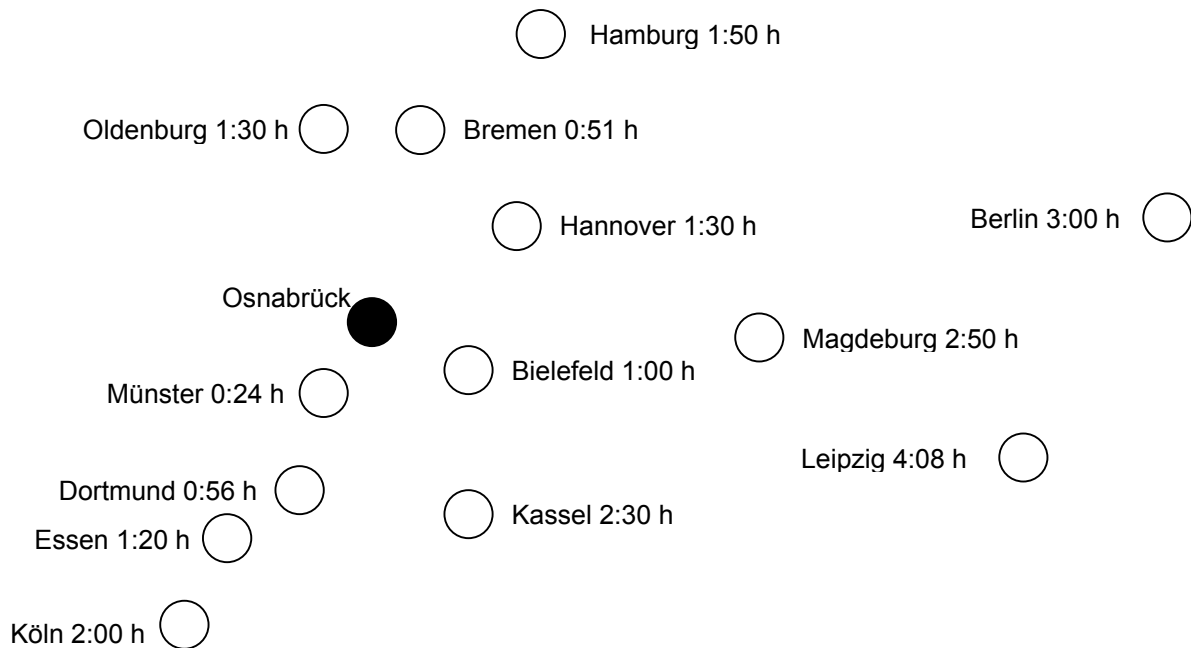 Hamburg 1:50 h
Oldenburg 1:30 h
Bremen 0:51 h
Hannover 1:30 h
Berlin 3:00 h
Osnabrück
Magdeburg 2:50 h
Bielefeld 1:00 h
Münster 0:24 h
Leipzig 4:08 h
Dortmund 0:56 h
Kassel 2:30 h
Essen 1:20 h
Köln 2:00 h